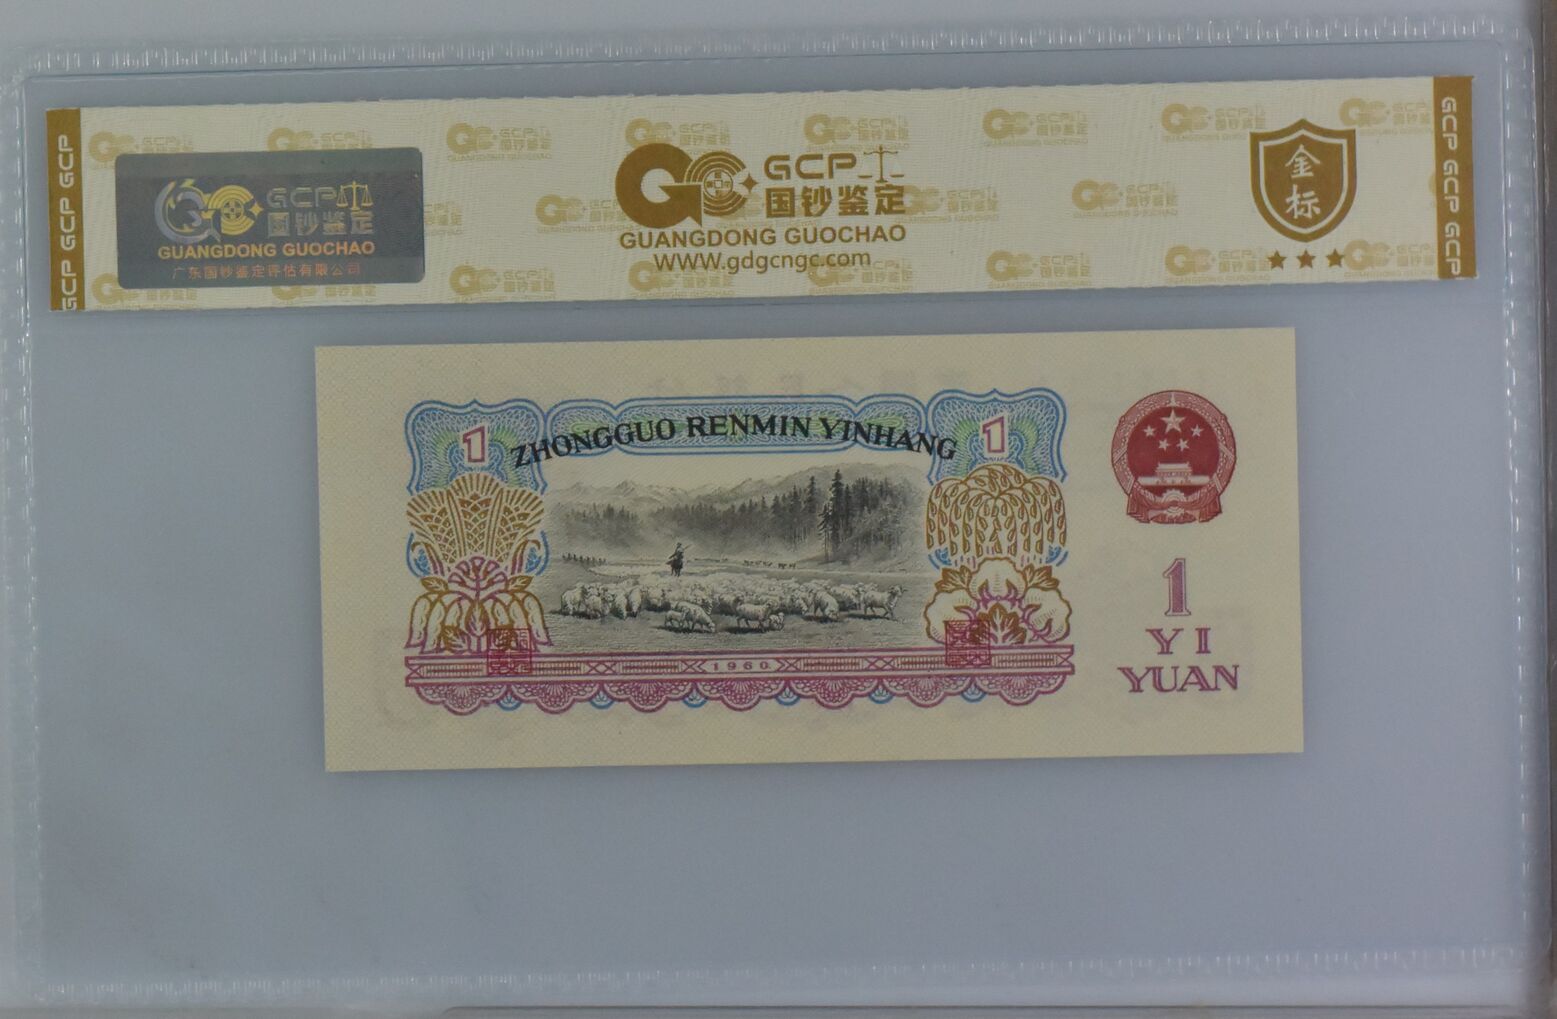 GCP GCP GCP
GCP
国钞鉴定
GUANGDONG GUOCHAO
广东国钞鉴定评估有限公司
GCP
国钞鉴定
GUANGDONG GUOCHAO
www.gdgcngc.com
金标
GCP GCP GCP
1
ZHONGGUO RENMIN YINHANG
1
1960
1
YI
YUAN